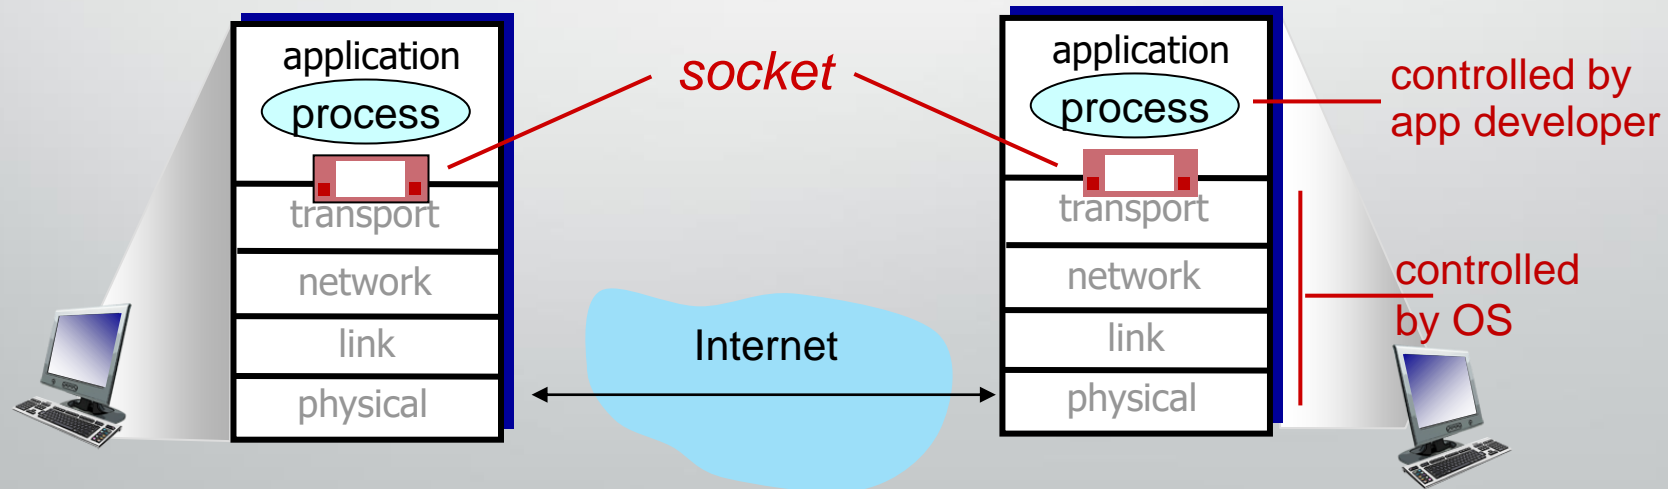 application
process
transport
network
link
physical
socket
Internet
application
process
transport
network
link
physical
controlled by
app developer
controlled
by OS